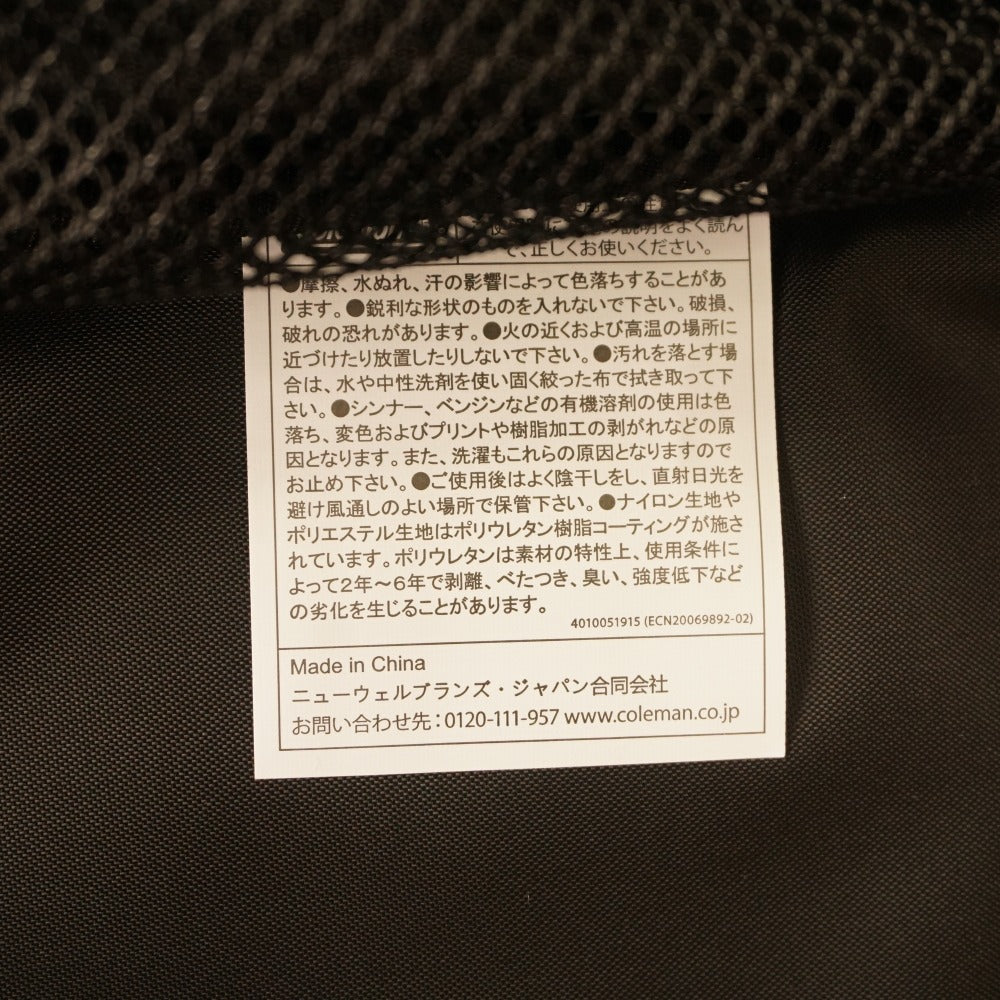 の説明をよく読ん
で、正しくお使いください。
●摩擦、水ぬれ、汗の影響によって色落ちすることがあ
ります。●鋭利な形状のものを入れないで下さい。破損、
破れの恐れがあります。●火の近くおよび高温の場所に
近づけたり放置したりしないで下さい。●汚れを落とす場
合は、水や中性洗剤を使い固く絞った布で拭き取って下
さい。●シンナー、ベンジンなどの有機溶剤の使用は色
落ち、変色およびプリントや樹脂加工の剥がれなどの原
因となります。また、洗濯もこれらの原因となりますので
お止め下さい。●ご使用後はよく陰干しをし、直射日光を
避け風通しのよい場所で保管下さい。●ナイロン生地や
ポリエステル生地はポリウレタン樹脂コーティングが施さ
れています。ポリウレタンは素材の特性上、使用条件に
よって2年～6年で剥離、べたつき、臭い、強度低下など
の劣化を生じることがあります。
4010051915 (ECN20069892-02)
Made in China
ニューウェルブランズ・ジャパン合同会社
お問い合わせ先：0120-111-957 www.coleman.co.jp